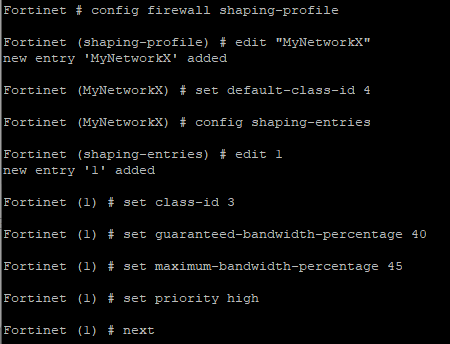 Fortinet # config firewall shaping-profile
Fortinet (shaping-profile) # edit "MyNetworkX"
new entry 'MyNetworkX' added
Fortinet (MyNetworkX) # set default-class-id 4
Fortinet (MyNetworkX) # config shaping-entries
Fortinet (shaping-entries) # edit 1
new entry '1' added
Fortinet (1) # set class-id 3
Fortinet (1) # set guaranteed-bandwidth-percentage 40
Fortinet (1) # set maximum-bandwidth-percentage 45
Fortinet (1) # set priority high
Fortinet (1) # next